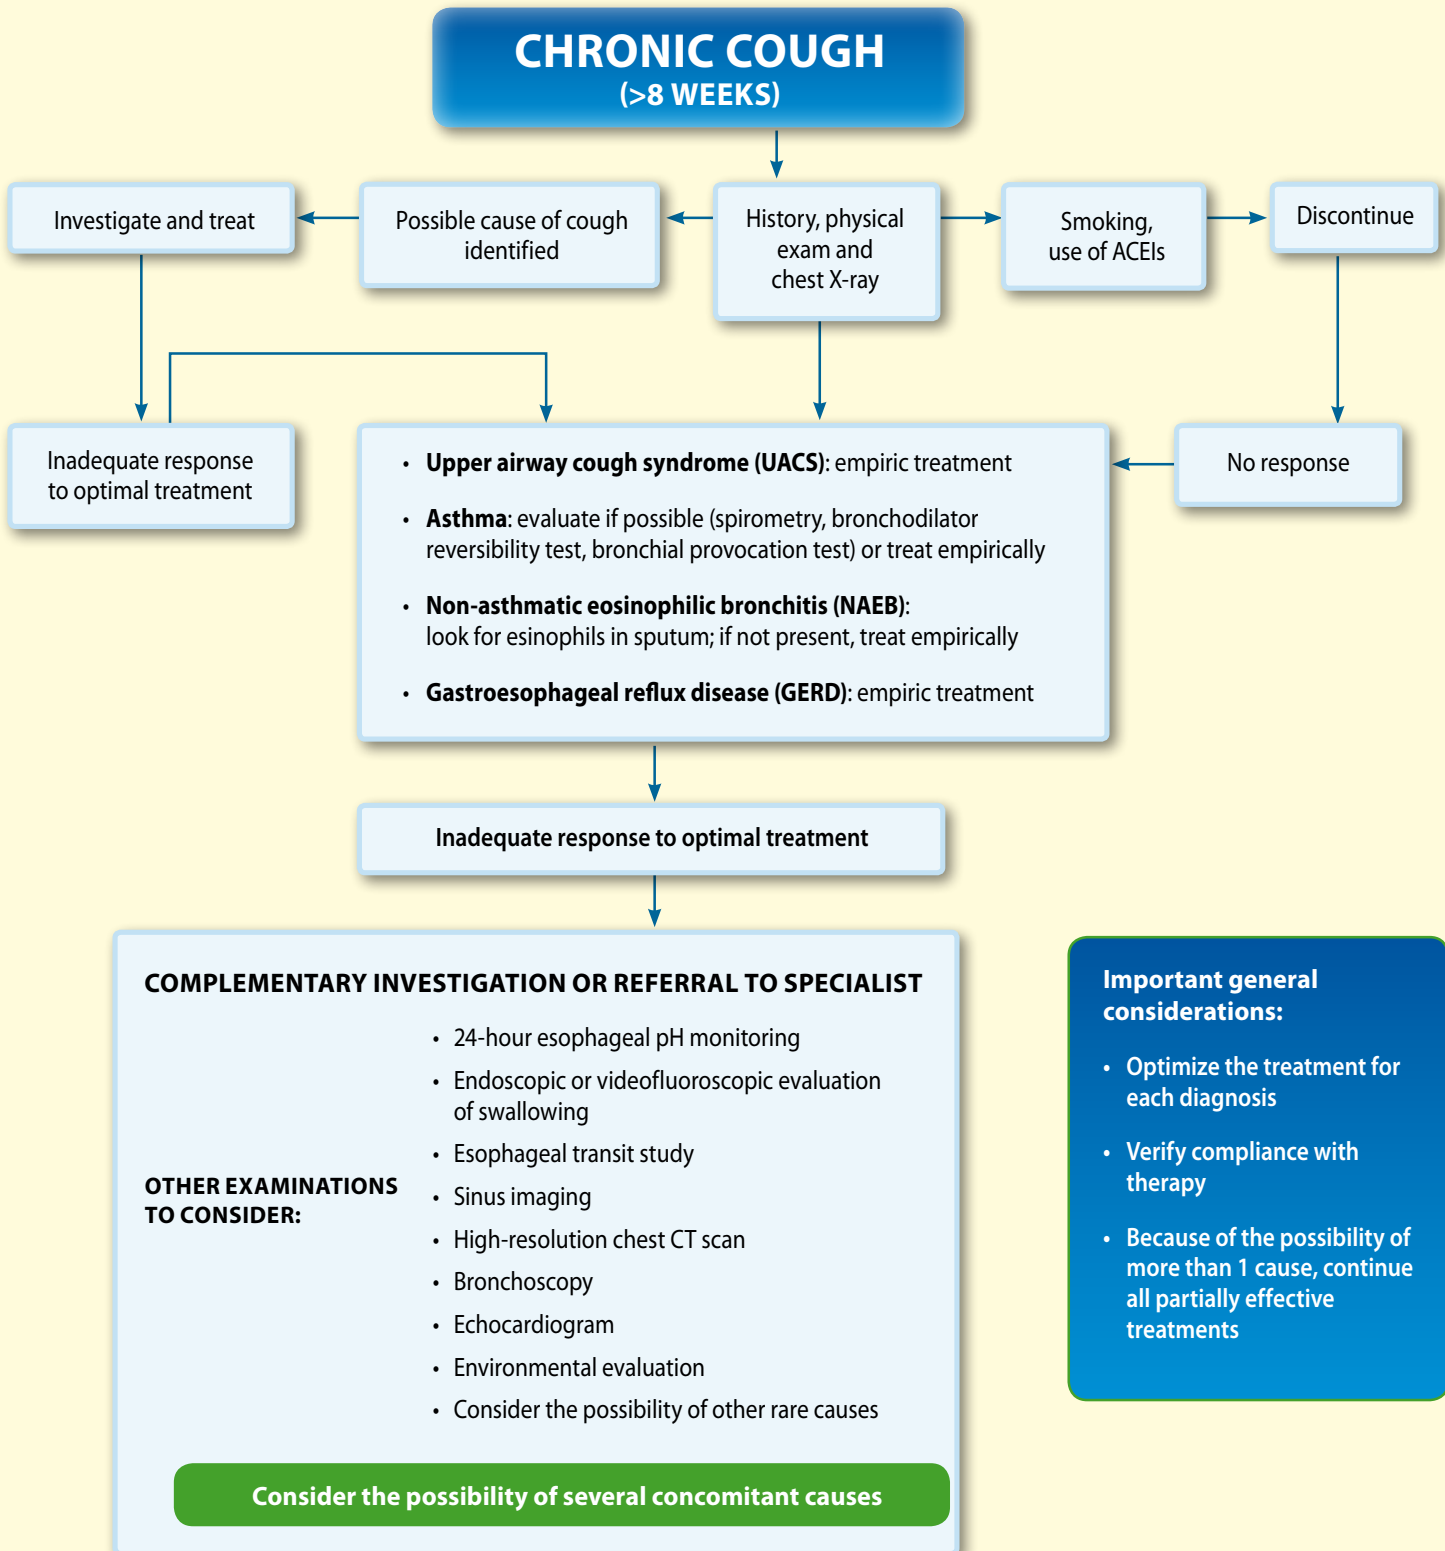 CHRONIC COUGH
(>8 WEEKS)
Investigate and treat
Possible cause of cough
identified
History, physical
exam and
chest X-ray
Smoking,
use of ACEIs
Discontinue
Inadequate response
to optimal treatment
• Upper airway cough syndrome (UACS): empiric treatment
• Asthma: evaluate if possible (spirometry, bronchodilator
reversibility test, bronchial provocation test) or treat empirically
• Non-asthmatic eosinophilic bronchitis (NAEB):
look for esinophils in sputum; if not present, treat empirically
• Gastroesophageal reflux disease (GERD): empiric treatment
No response
Inadequate response to optimal treatment
COMPLEMENTARY INVESTIGATION OR REFERRAL TO SPECIALIST
OTHER EXAMINATIONS
TO CONSIDER:
• 24-hour esophageal pH monitoring
• Endoscopic or videofluoroscopic evaluation
of swallowing
• Esophageal transit study
• Sinus imaging
• High-resolution chest CT scan
• Bronchoscopy
• Echocardiogram
• Environmental evaluation
• Consider the possibility of other rare causes
Consider the possibility of several concomitant causes
Important general
considerations:
• Optimize the treatment for
each diagnosis
• Verify compliance with
therapy
• Because of the possibility of
more than 1 cause, continue
all partially effective
treatments